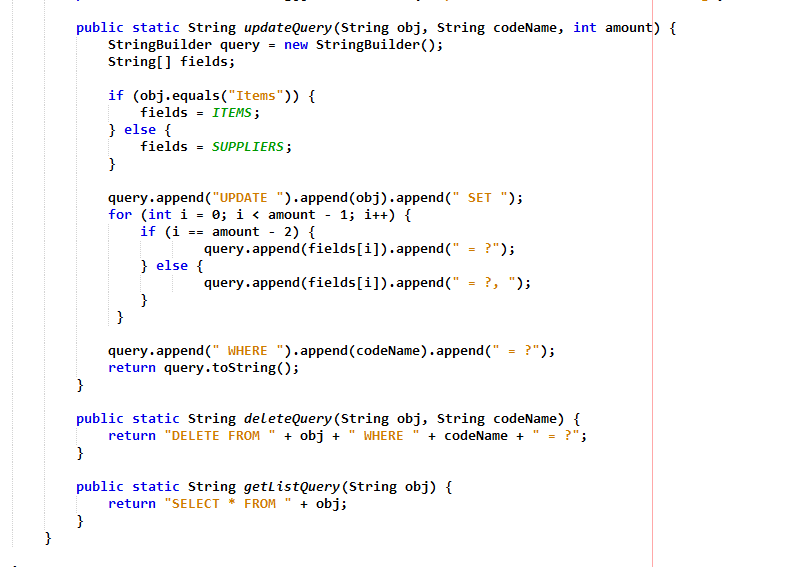 public static String updateQuery(String obj, String codeName, int amount) {
StringBuilder query = new StringBuilder();
String[] fields;
if (obj.equals("Items")) {
fields = ITEMS;
} else {
fields = SUPPLIERS;
}
query.append("UPDATE ").append(obj).append(" SET ");
for (int i = 0; i < amount - 1; i++) {
if (i == amount - 2) {
query.append(fields[i]).append(" = ?");
} else {
query.append(fields[i]).append(" = ?, ");
}
}
query.append(" WHERE ").append(codeName).append(" = ?");
return query.toString();
}
public static String deleteQuery(String obj, String codeName) {
return "DELETE FROM " + obj + " WHERE " + codeName + " = ?";
}
public static String getListQuery(String obj) {
return "SELECT * FROM " + obj;
}
}